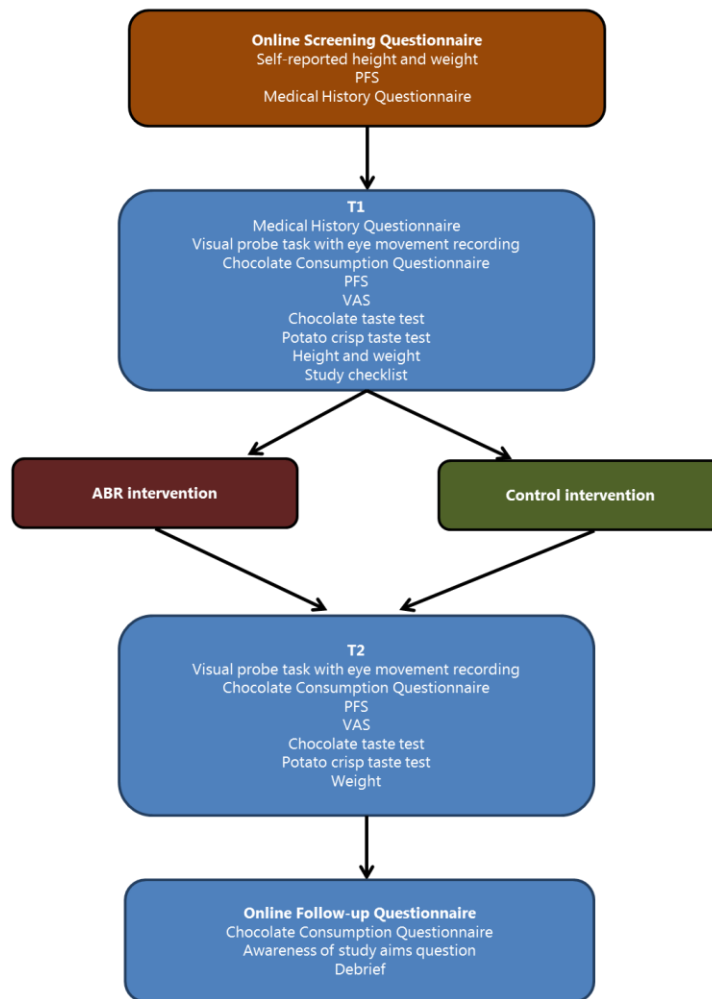 Online Screening Questionnaire
Self-reported height and weight
PFS
Medical History Questionnaire
T1
Medical History Questionnaire
Visual probe task with eye movement recording
Chocolate Consumption Questionnaire
PFS
VAS
Chocolate taste test
Potato crisp taste test
Height and weight
Study checklist
ABR intervention
Control intervention
T2
Visual probe task with eye movement recording
Chocolate Consumption Questionnaire
PFS
VAS
Chocolate taste test
Potato crisp taste test
Weight
Online Follow-up Questionnaire
Chocolate Consumption Questionnaire
Awareness of study aims question
Debrief